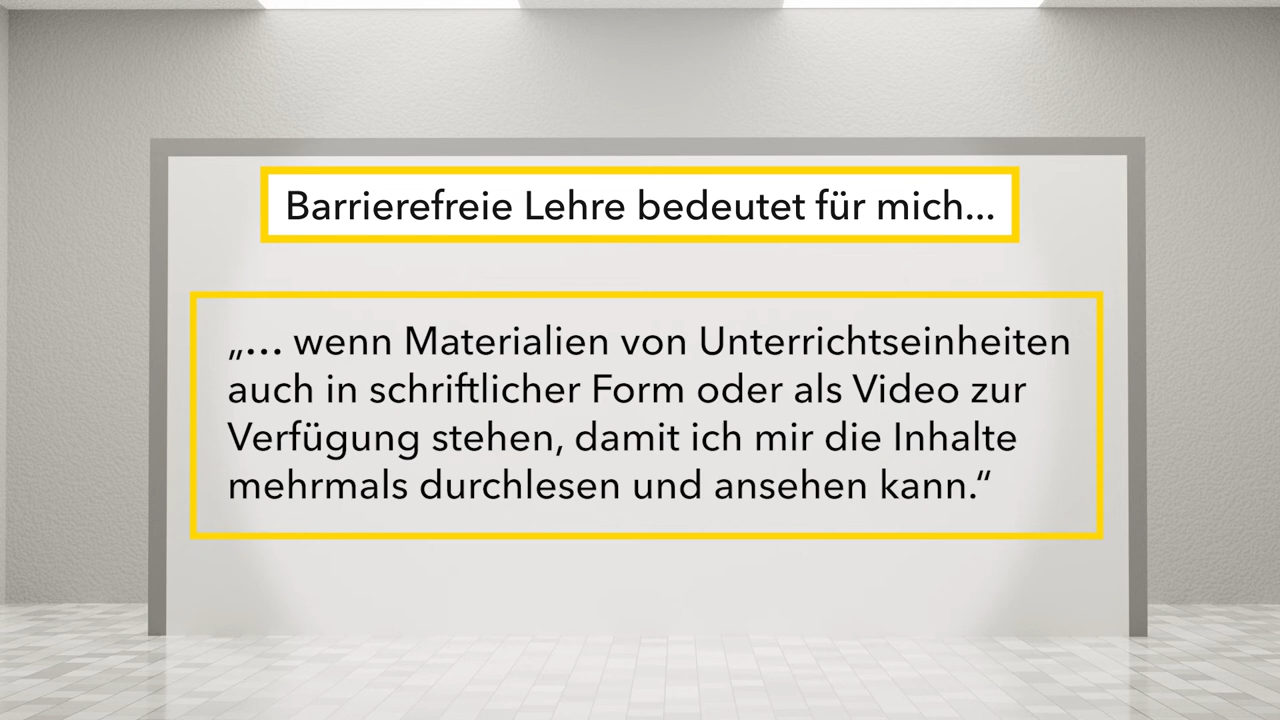 Barrierefreie Lehre bedeutet für mich...
„... wenn Materialien von Unterrichtseinheiten
auch in schriftlicher Form oder als Video zur
Verfügung stehen, damit ich mir die Inhalte
mehrmals durchlesen und ansehen kann.“